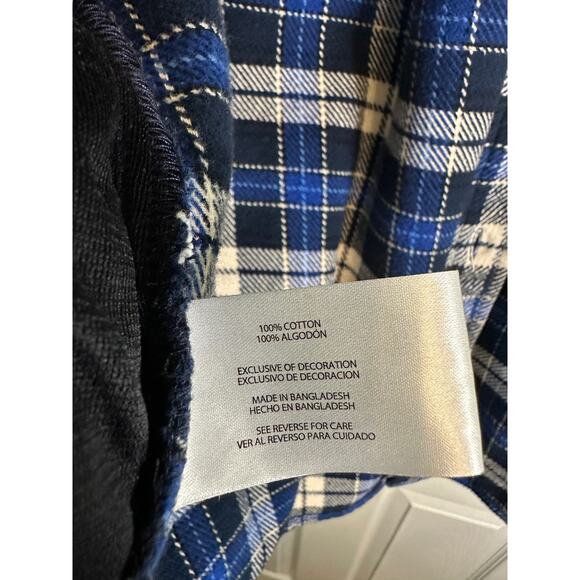 100% COTTON
100% ALGODÓN
EXCLUSIVE OF DECORATION
EXCLUSIVO DE DECORACION
MADE IN BANGLADESH
HECHO EN BANGLADESH
SEE REVERSE FOR CARE
VER AL REVERSO PARA CUIDADO